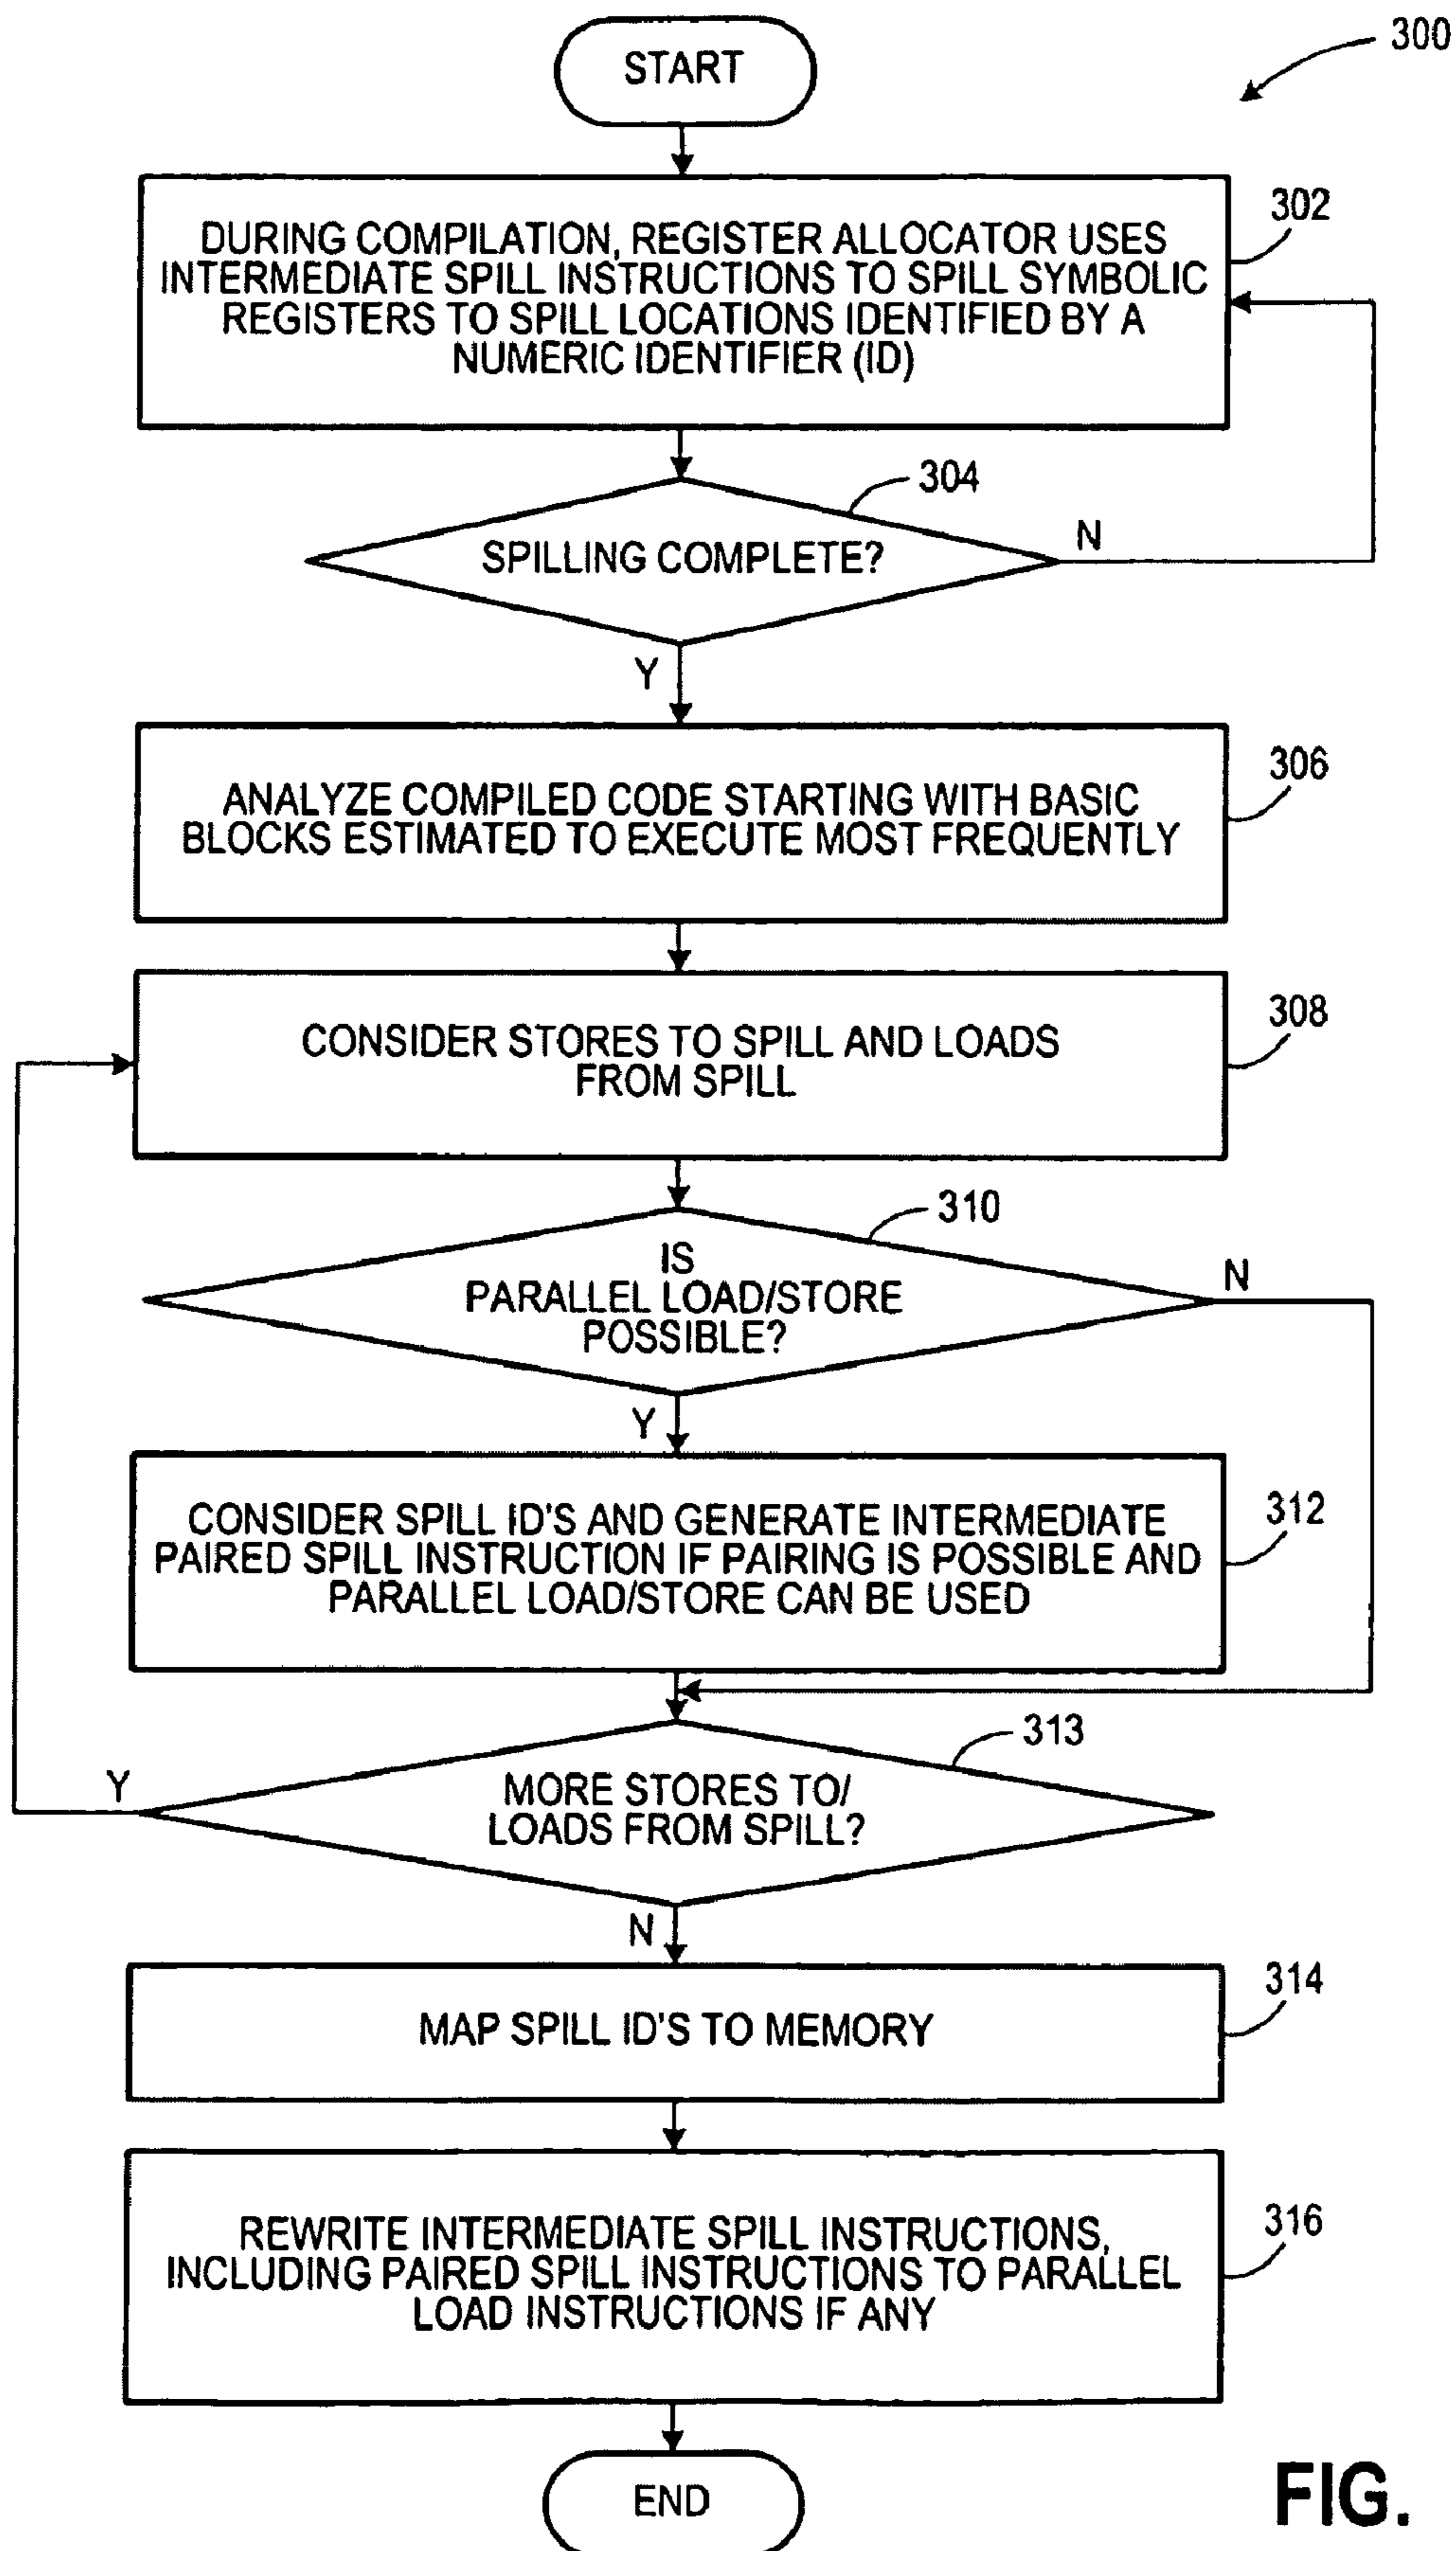 300
START
302
DURING COMPILATION, REGISTER ALLOCATOR USES
INTERMEDIATE SPILL INSTRUCTIONS TO SPILL SYMBOLIC
REGISTERS TO SPILL LOCATIONS IDENTIFIED BY A
NUMERIC IDENTIFIER (ID)
304
SPILLING COMPLETE?
N
Y
306
ANALYZE COMPILED CODE STARTING WITH BASIC
BLOCKS ESTIMATED TO EXECUTE MOST FREQUENTLY
308
CONSIDER STORES TO SPILL AND LOADS
FROM SPILL
310
IS
PARALLEL LOAD/STORE
POSSIBLE?
N
Y
312
CONSIDER SPILL ID'S AND GENERATE INTERMEDIATE
PAIRED SPILL INSTRUCTION IF PAIRING IS POSSIBLE AND
PARALLEL LOAD/STORE CAN BE USED
313
Y
MORE STORES TO/
LOADS FROM SPILL?
N
314
MAP SPILL ID'S TO MEMORY
316
REWRITE INTERMEDIATE SPILL INSTRUCTIONS,
INCLUDING PAIRED SPILL INSTRUCTIONS TO PARALLEL
LOAD INSTRUCTIONS IF ANY
END
FIG.